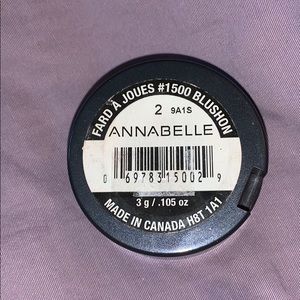 FARD À JOUES #1500 BLUSHON
2 9A1S
ANNABELLE
0 69783 15002 9
3 g / .105 oz
MADE IN CANADA H8T 1A1